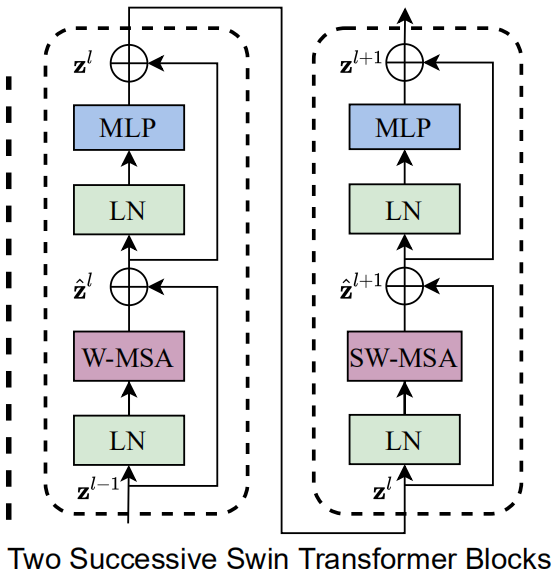 z^l
MLP
LN
ẑ^l
W-MSA
LN
z^{l−1}
z^{l+1}
MLP
LN
ẑ^{l+1}
SW-MSA
LN
z^l
Two Successive Swin Transformer Blocks